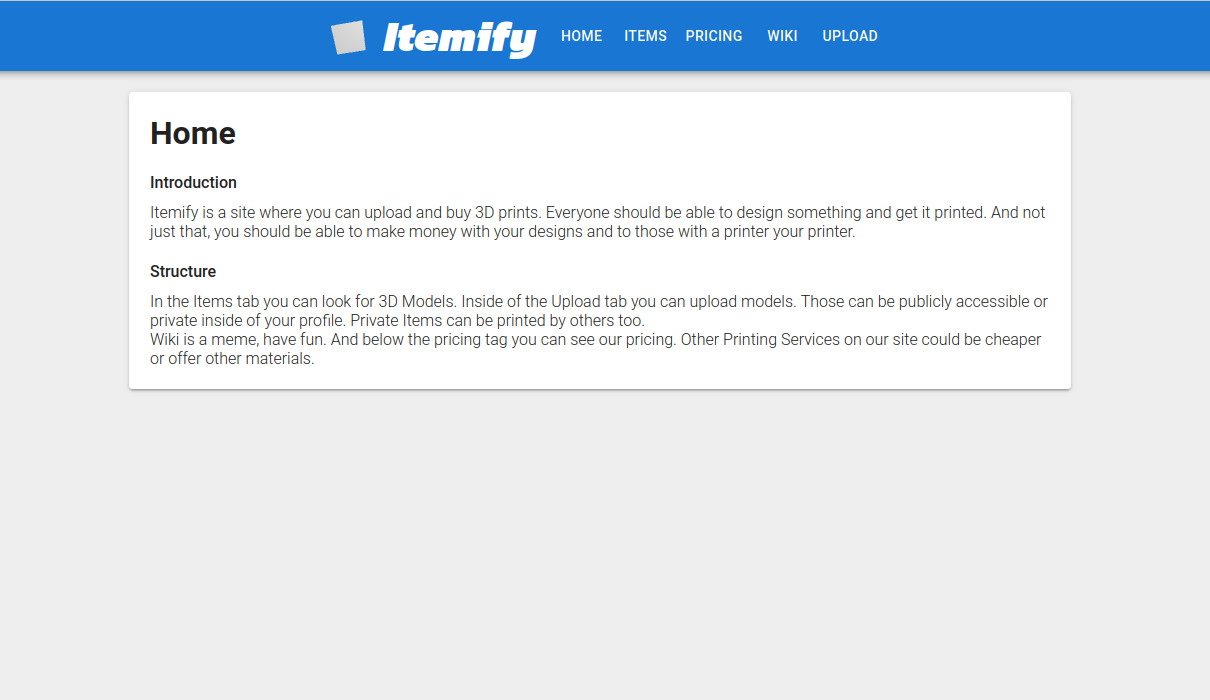 Itemify HOME ITEMS PRICING WIKI UPLOAD
Home
Introduction
Itemify is a site where you can upload and buy 3D prints. Everyone should be able to design something and get it printed. And not
just that, you should be able to make money with your designs and to those with a printer your printer.
Structure
In the Items tab you can look for 3D Models. Inside of the Upload tab you can upload models. Those can be publicly accessible or
private inside of your profile. Private Items can be printed by others too.
Wiki is a meme, have fun. And below the pricing tag you can see our pricing. Other Printing Services on our site could be cheaper
or offer other materials.